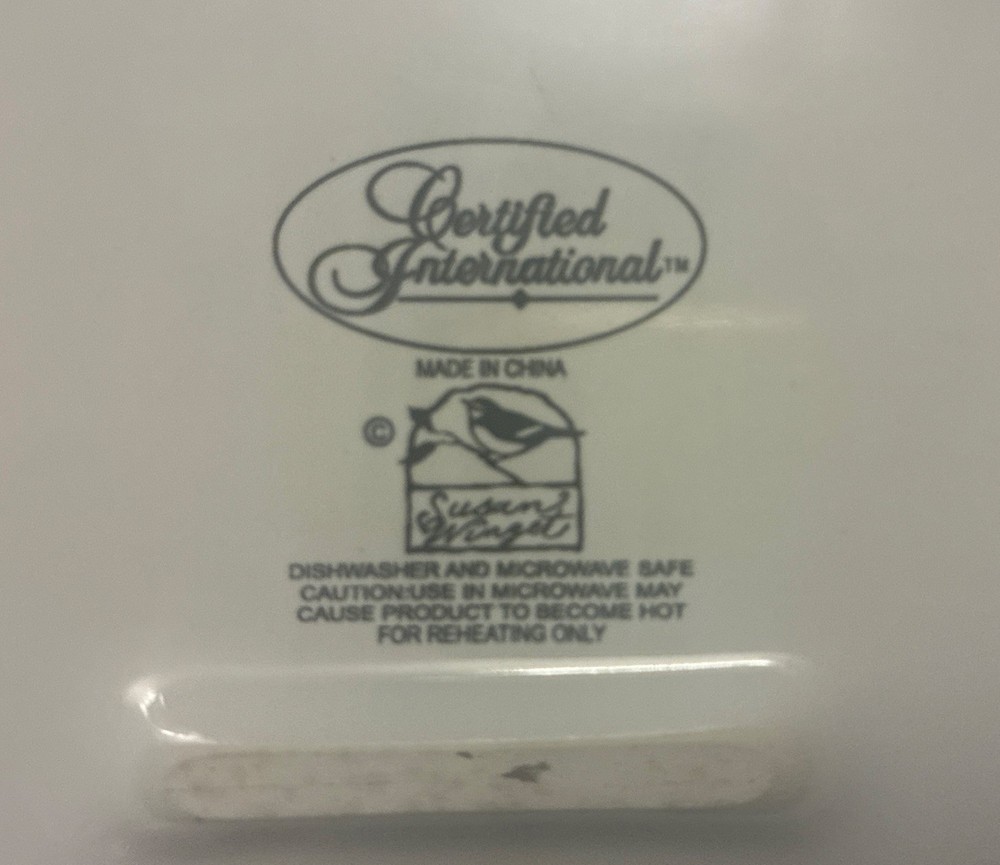 Certified
International™
MADE IN CHINA
©
Susan
Winget
DISHWASHER AND MICROWAVE SAFE
CAUTION:USE IN MICROWAVE MAY
CAUSE PRODUCT TO BECOME HOT
FOR REHEATING ONLY